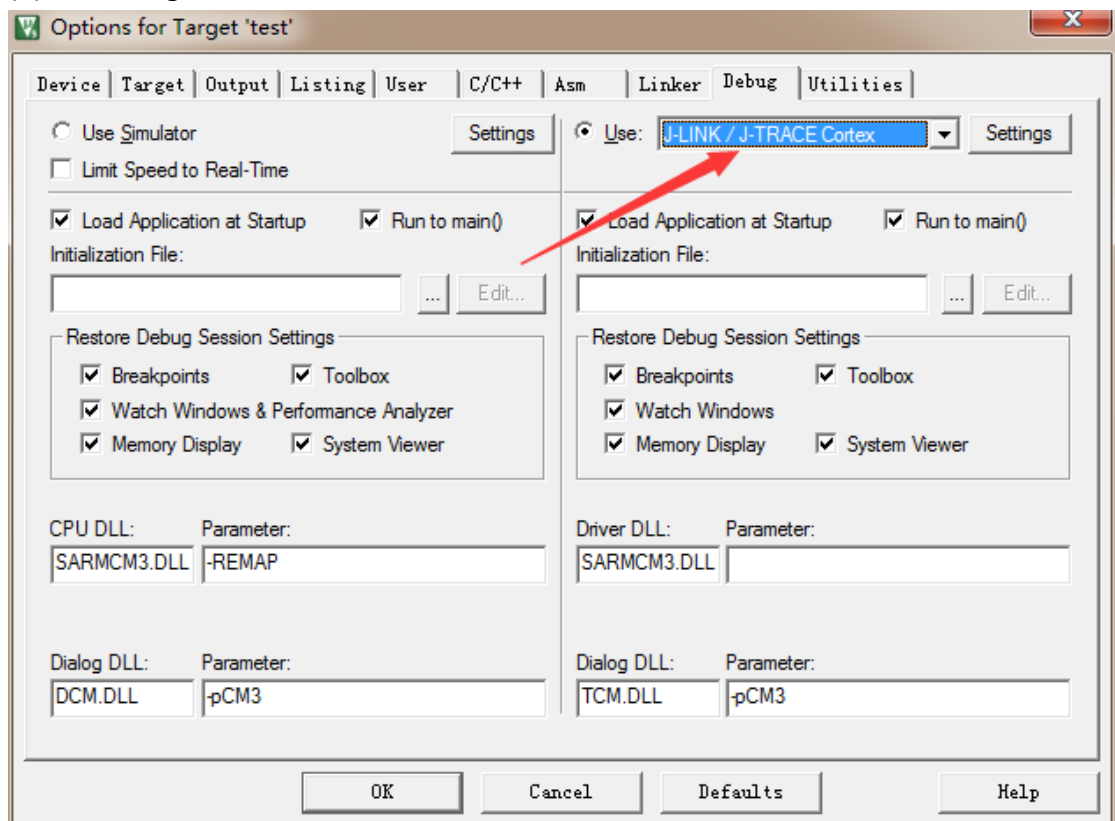 Options for Target 'test'
Device Target Output Listing User C/C++ Asm Linker Debug Utilities
Use Simulator Settings
Limit Speed to Real-Time
Use: J-LINK / J-TRACE Cortex Settings
Load Application at Startup Run to main()
Initialization File:
... Edit...
Restore Debug Session Settings
Breakpoints Toolbox
Watch Windows & Performance Analyzer
Memory Display System Viewer
CPU DLL: Parameter:
SARMCM3.DLL -REMAP
Dialog DLL: Parameter:
DCM.DLL -pCM3
Load Application at Startup Run to main()
Initialization File:
... Edit...
Restore Debug Session Settings
Breakpoints Toolbox
Watch Windows
Memory Display System Viewer
Driver DLL: Parameter:
SARMCM3.DLL
Dialog DLL: Parameter:
TCM.DLL -pCM3
OK Cancel Defaults Help